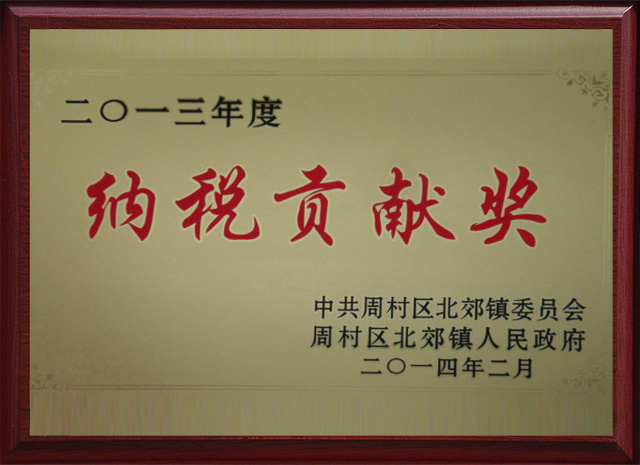 二〇一三年度
纳税贡献奖
中共周村区北郊镇委员会
周村区北郊镇人民政府
二〇一四年二月